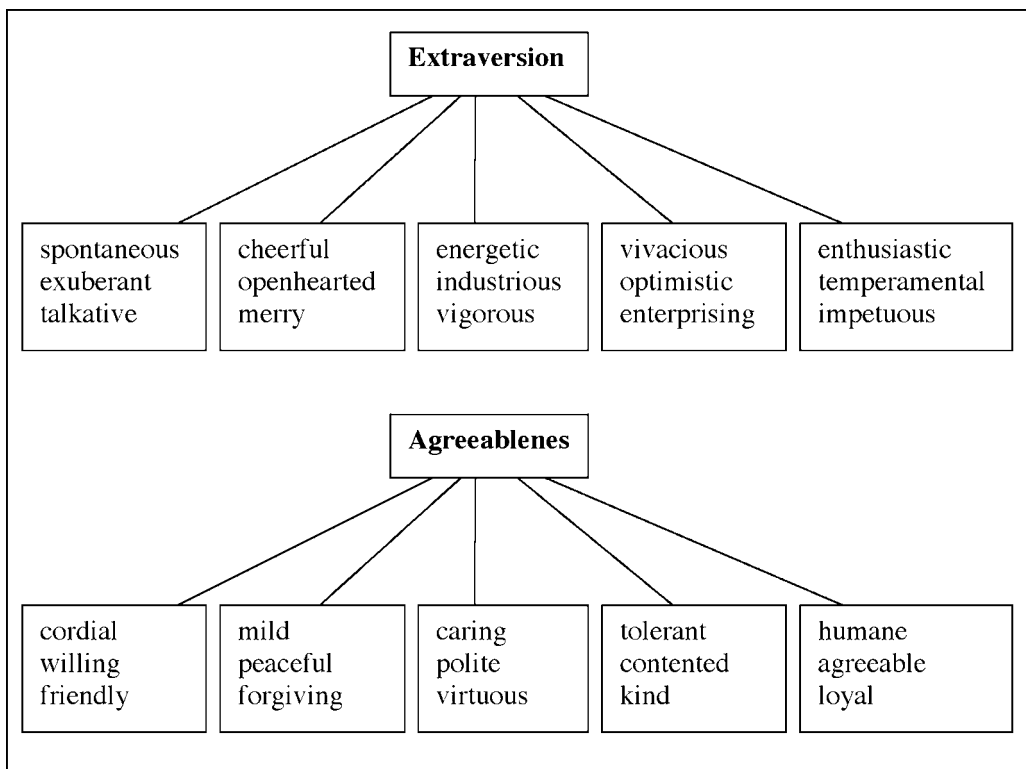 Extraversion
spontaneous
exuberant
talkative
cheerful
openhearted
merry
energetic
industrious
vigorous
vivacious
optimistic
enterprising
enthusiastic
temperamental
impetuous
Agreeablenes
cordial
willing
friendly
mild
peaceful
forgiving
caring
polite
virtuous
tolerant
contented
kind
humane
agreeable
loyal